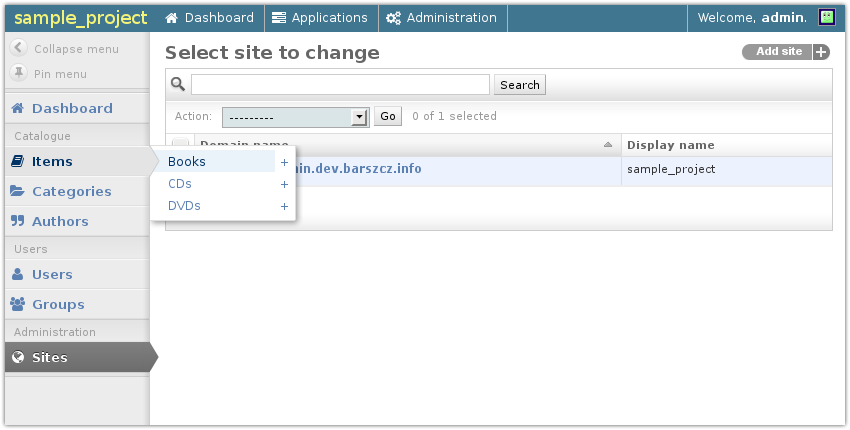 sample_project Dashboard Applications Administration Welcome, admin.
Collapse menu
Pin menu
Dashboard
Catalogue
Items
Categories
Authors
Users
Users
Groups
Administration
Sites
Books +
CDs +
DVDs +
Select site to change
Add site +
Search
Action: --------- Go 0 of 1 selected
Domain name Display name
.dev.barszcz.info sample_project